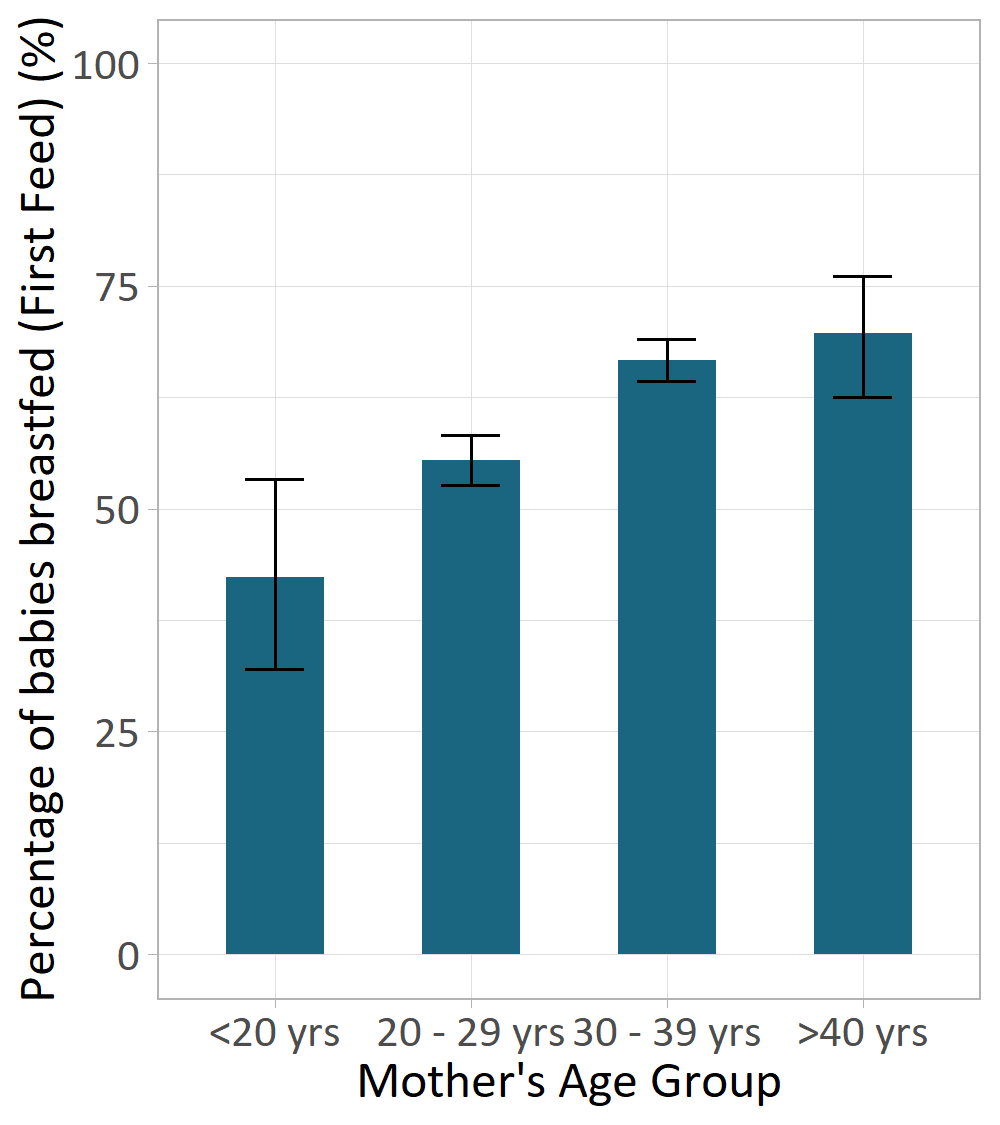 Percentage of babies breastfed (First Feed) (%)
100
75
50
25
0
<20 yrs
20 - 29 yrs
30 - 39 yrs
>40 yrs
Mother's Age Group